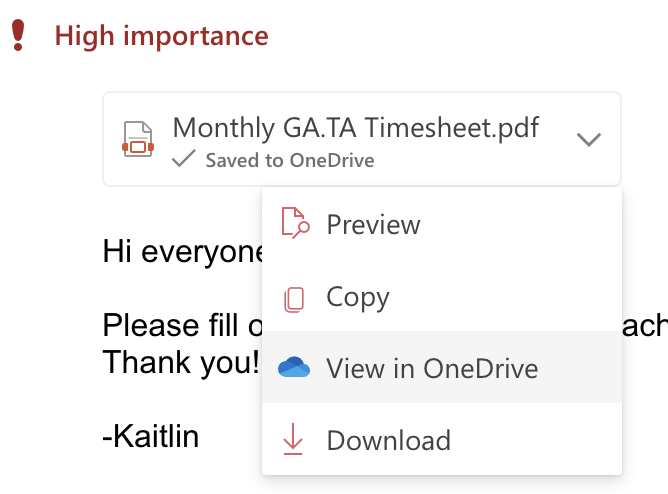 High importance
Monthly GA.TA Timesheet.pdf
Saved to OneDrive
Preview
Copy
View in OneDrive
Download
Hi everyone
Please fill
Thank you!
-Kaitlin